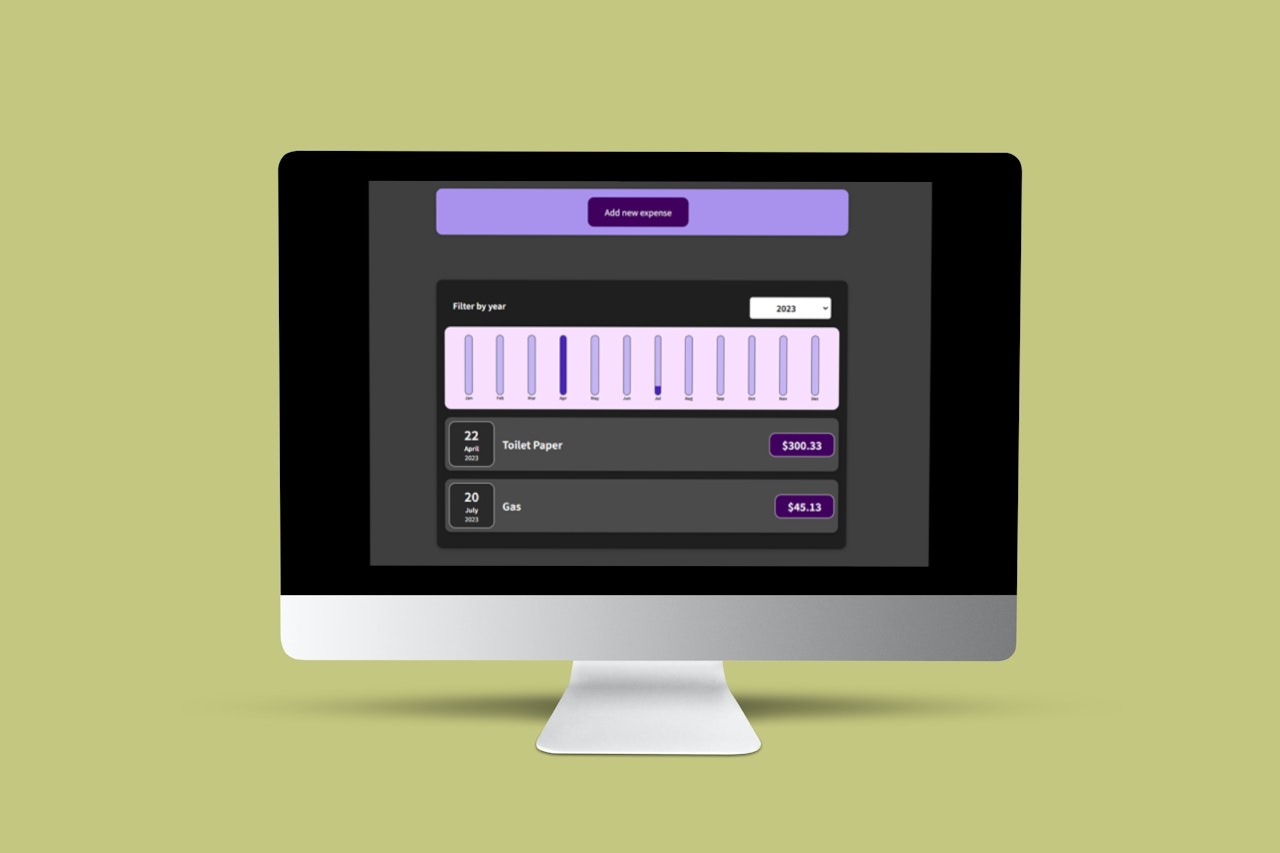 Add new expense
Filter by year
2023
Jan Feb Mar Apr May Jun Jul Aug Sep Oct Nov Dec
22
April
2023
Toilet Paper
$300.33
20
July
2023
Gas
$45.13